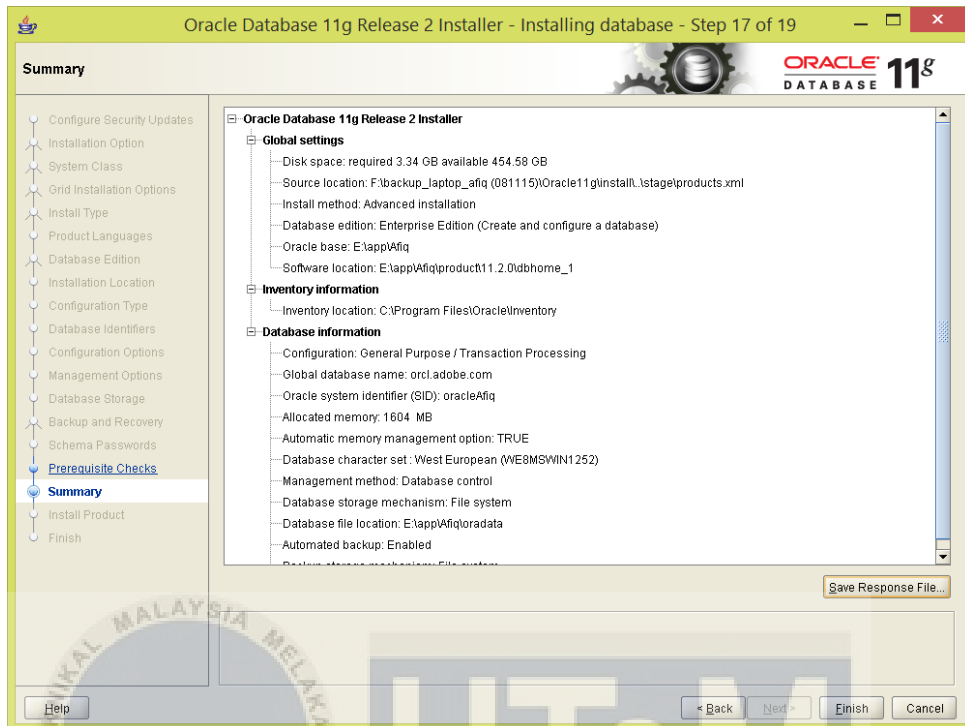 Oracle Database 11g Release 2 Installer - Installing database - Step 17 of 19
Summary
ORACLE 11g
DATABASE
Configure Security Updates
Installation Option
System Class
Grid Installation Options
Install Type
Product Languages
Database Edition
Installation Location
Configuration Type
Database Identifiers
Configuration Options
Management Options
Database Storage
Backup and Recovery
Schema Passwords
Prerequisite Checks
Summary
Install Product
Finish
Oracle Database 11g Release 2 Installer
Global settings
Disk space: required 3.34 GB available 454.58 GB
Source location: F:\backup_laptop_afiq (081115)\Oracle11g\install\..\stage\products.xml
Install method: Advanced installation
Database edition: Enterprise Edition (Create and configure a database)
Oracle base: E:\app\Afiq
Software location: E:\app\Afiq\product\11.2.0\dbhome_1
Inventory information
Inventory location: C:\Program Files\Oracle\Inventory
Database information
Configuration: General Purpose / Transaction Processing
Global database name: orcl.adobe.com
Oracle system identifier (SID): oracleAfiq
Allocated memory: 1604 MB
Automatic memory management option: TRUE
Database character set : West European (WE8MSWIN1252)
Management method: Database control
Database storage mechanism: File system
Database file location: E:\app\Afiq\oradata
Automated backup: Enabled
Backup storage mechanism: File system
Save Response File...
MALAYSIA
Help
< Back
Next >
Finish
Cancel